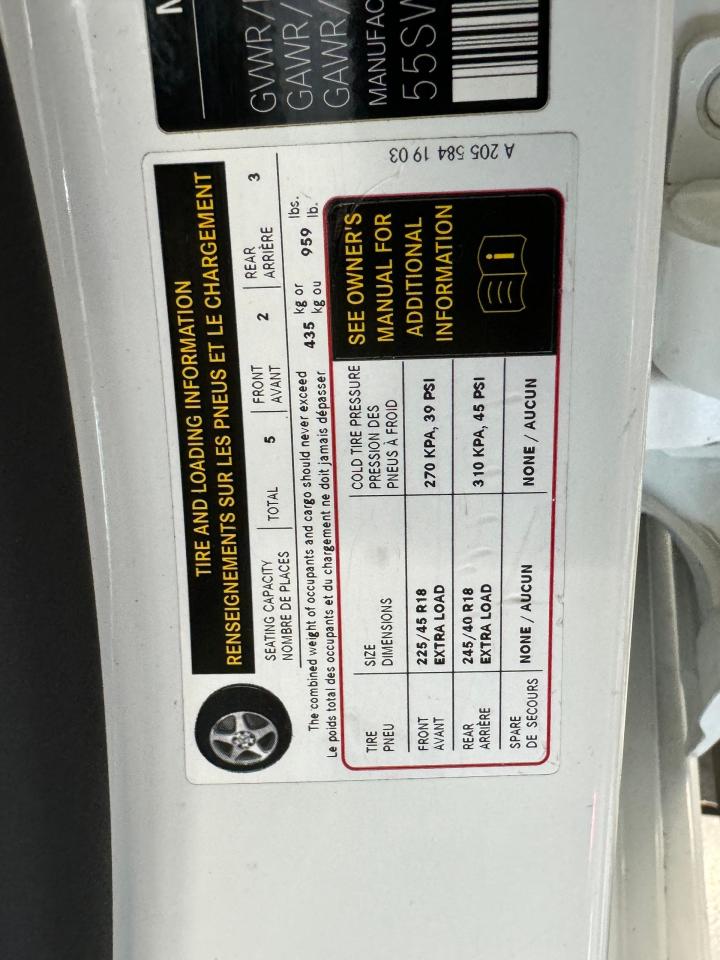 GVWR/
GAWR/
GAWR/
MANUFAC
55SW
A 205 584 19 03
TIRE AND LOADING INFORMATION
RENSEIGNEMENTS SUR LES PNEUS ET LE CHARGEMENT
SEATING CAPACITY
NOMBRE DE PLACES
TOTAL 5
FRONT
AVANT
2
REAR
ARRIÈRE
3
The combined weight of occupants and cargo should never exceed 435 kg or 959 lbs.
Le poids total des occupants et du chargement ne doit jamais dépasser kg ou lb.
TIRE
PNEU
SIZE
DIMENSIONS
COLD TIRE PRESSURE
PRESSION DES
PNEUS À FROID
FRONT
AVANT
225/45 R18
EXTRA LOAD
270 KPA, 39 PSI
REAR
ARRIÈRE
245/40 R18
EXTRA LOAD
310 KPA, 45 PSI
SPARE
DE SECOURS
NONE / AUCUN
NONE / AUCUN
SEE OWNER'S
MANUAL FOR
ADDITIONAL
INFORMATION